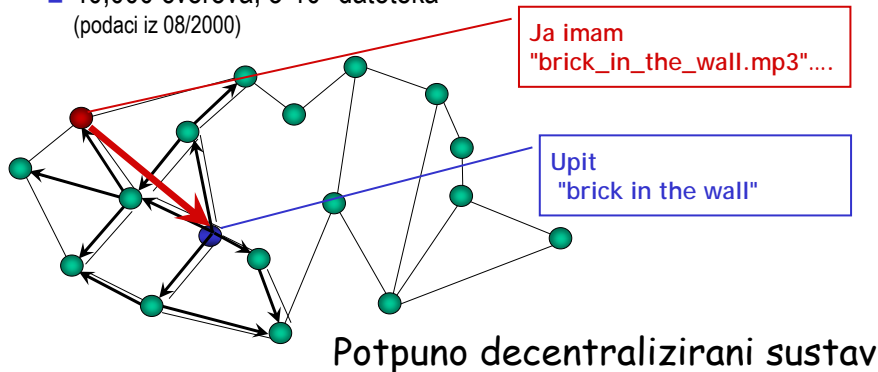 (podaci iz 08/2000)
Ja imam
"brick_in_the_wall.mp3"....
Upit
"brick in the wall"
Potpuno decentralizirani sustav